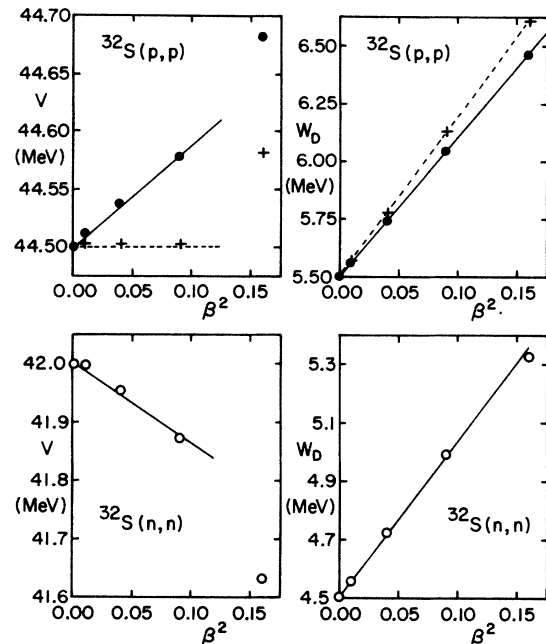 44.70
³²S(p,p)
V
44.60
(MeV)
44.55
44.50
0.00 0.05 0.10 0.15
β²
6.50
³²S(p,p)
6.25
W_D
6.00
(MeV)
5.75
5.50
0.00 0.05 0.10 0.15
β².
42.0
41.9
V
41.8
(MeV)
41.7
³²S(n,n)
41.6
0.00 0.05 0.10 0.15
β²
5.3
W_D
5.1
(MeV)
4.9
³²S(n,n)
4.7
4.5
0.00 0.05 0.10 0.15
β²